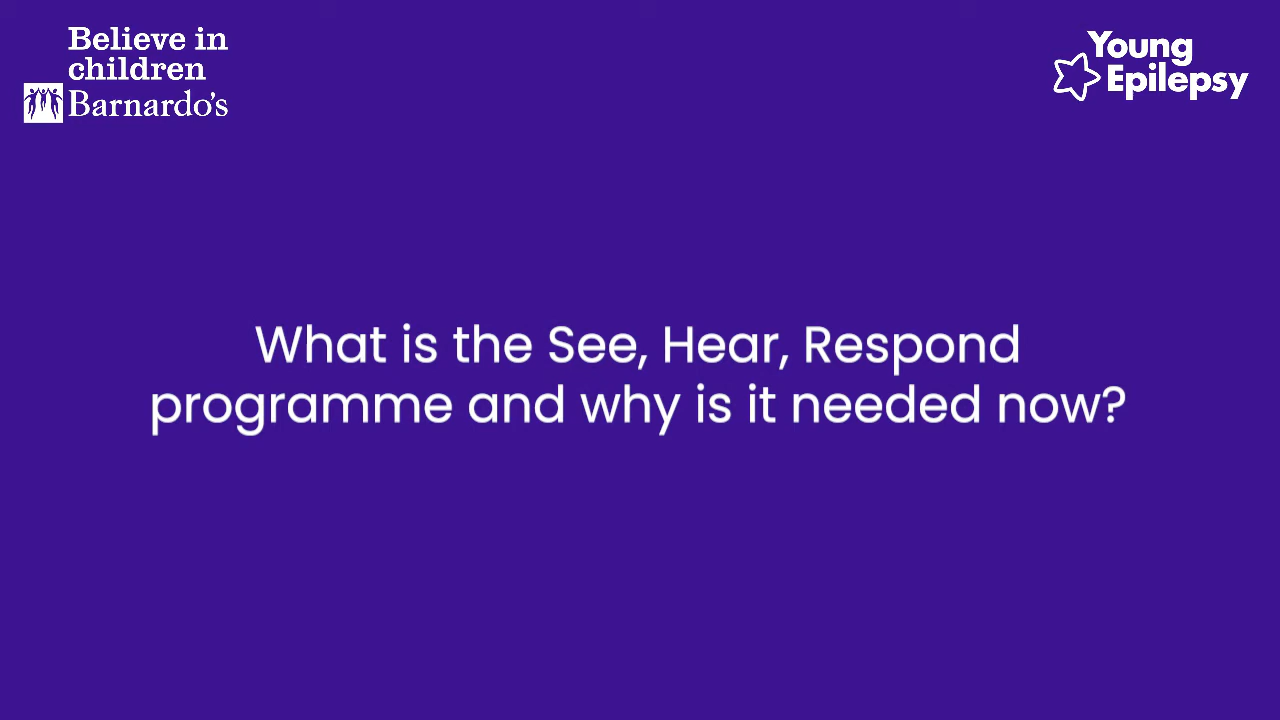 Believe in
children
Barnardo's
Young
Epilepsy
What is the See, Hear, Respond
programme and why is it needed now?